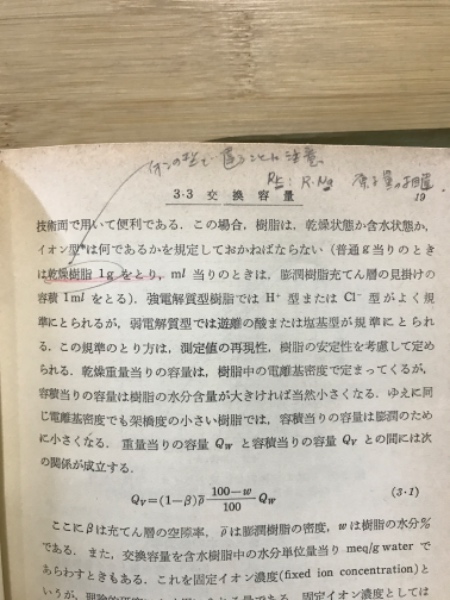 イオンの型で違うことに注意
RH: R-Na
3·3 交換容量 19
技術面で用いて便利である．この場合，樹脂は，乾燥状態か含水状態か，
イオン型*は何であるかを規定しておかねばならない（普通 g 当りのとき
は乾燥樹脂 1g をとり，ml 当りのときは，膨潤樹脂充てん層の見掛けの
容積 1ml をとる）．強電解質型樹脂では H⁺ 型または Cl⁻ 型がよく規
準にとられるが，弱電解質型では遊離の酸または塩基型が規準にとられ
る．この規準のとり方は，測定値の再現性，樹脂の安定性を考慮して定め
られる．乾燥重量当りの容量は，樹脂中の電離基密度で定まってくるが，
容積当りの容量は樹脂の水分含量が大きければ当然小さくなる．ゆえに同
じ電離基密度でも架橋度の小さい樹脂では，容積当りの容量は膨潤のため
に小さくなる．重量当りの容量 Q_W と容積当りの容量 Q_V との間には次
の関係が成立する．
Q_V=(1−β)ρ̄ (100−w)/100 Q_W (3·1)
ここにβは充てん層の空隙率，ρ̄は膨潤樹脂の密度，w は樹脂の水分％
である．また，交換容量を含水樹脂中の水分単位量当り meq/g water で
あらわすときもある．これを固定イオン濃度(fixed ion concentration)と
いうが，
固定イオン濃度としては